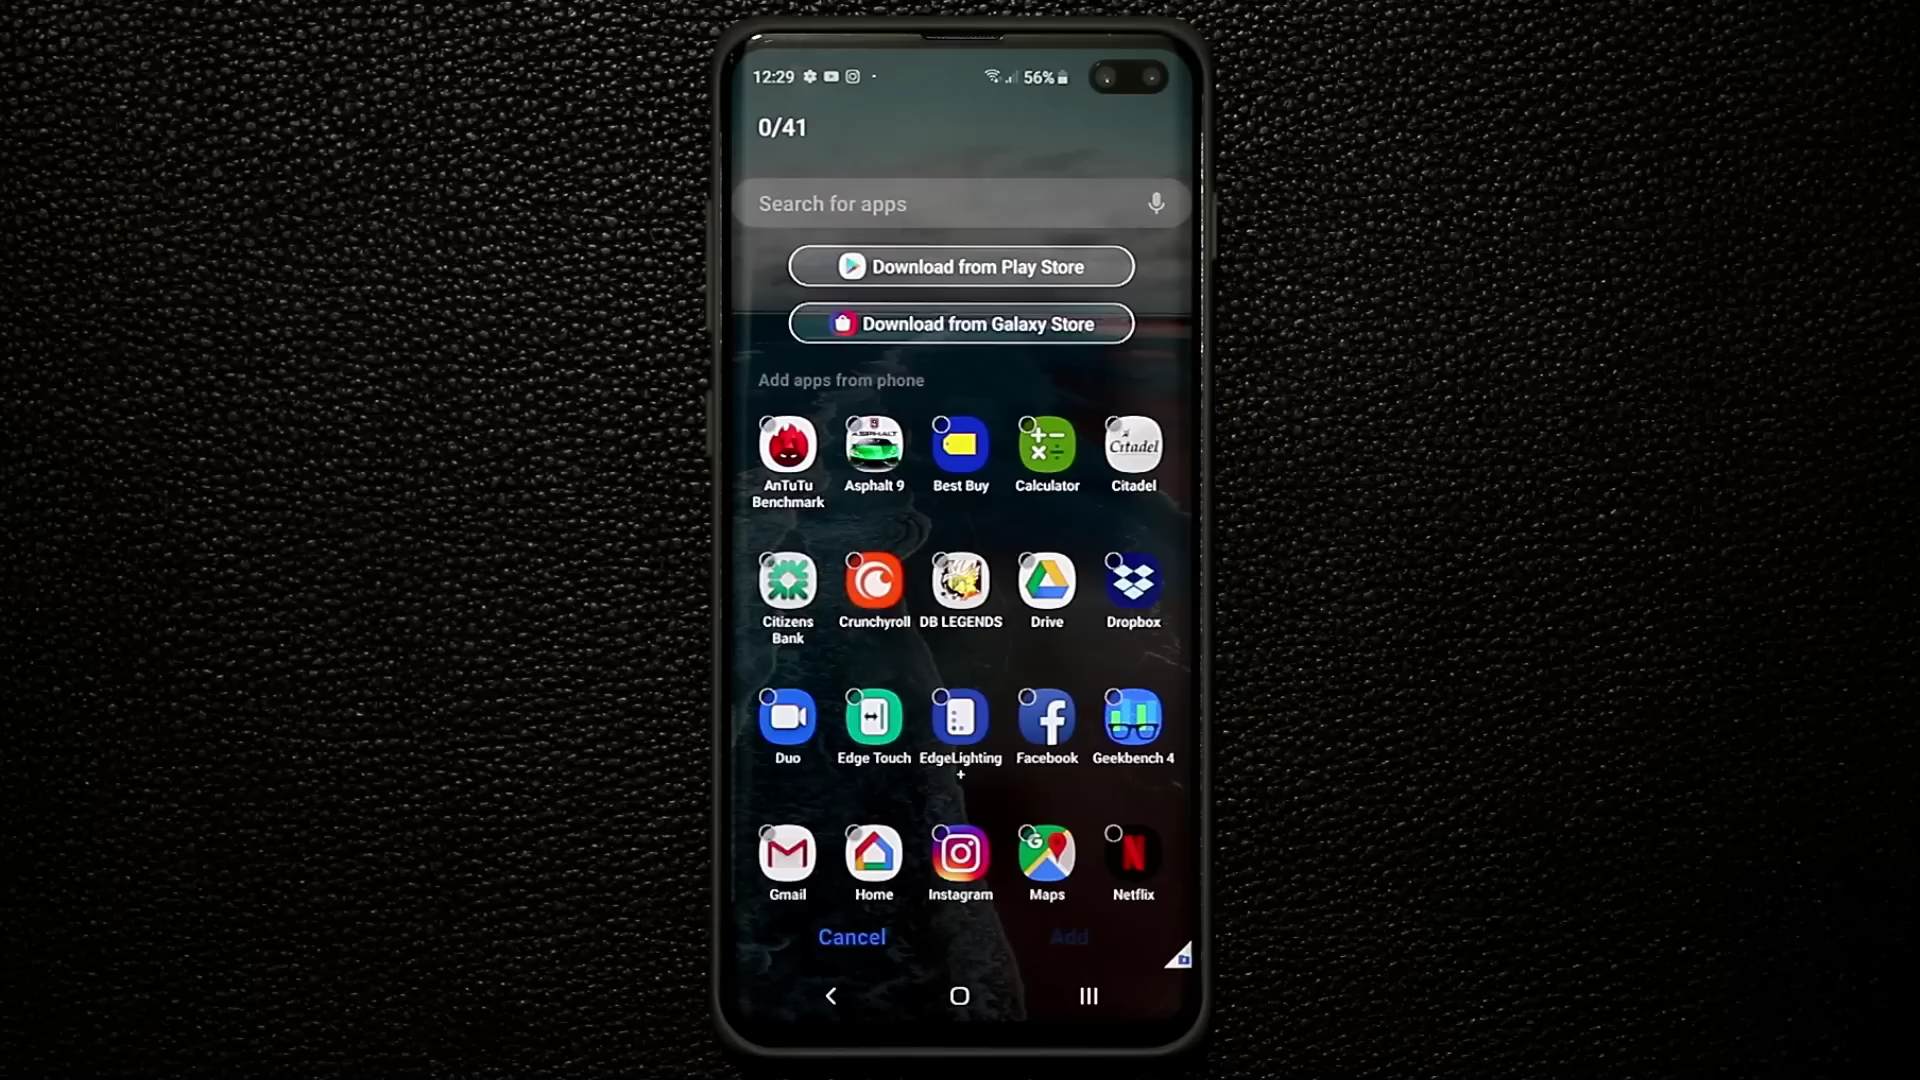 12:29
56%
0/41
Search for apps
Download from Play Store
Download from Galaxy Store
Add apps from phone
ASPHALT
Citadel
AnTuTu Benchmark
Asphalt 9
Best Buy
Calculator
Citadel
Citizens Bank
Crunchyroll
DB LEGENDS
Drive
Dropbox
Duo
Edge Touch
EdgeLighting +
Facebook
Geekbench 4
G
N
Gmail
Home
Instagram
Maps
Netflix
Cancel
Add